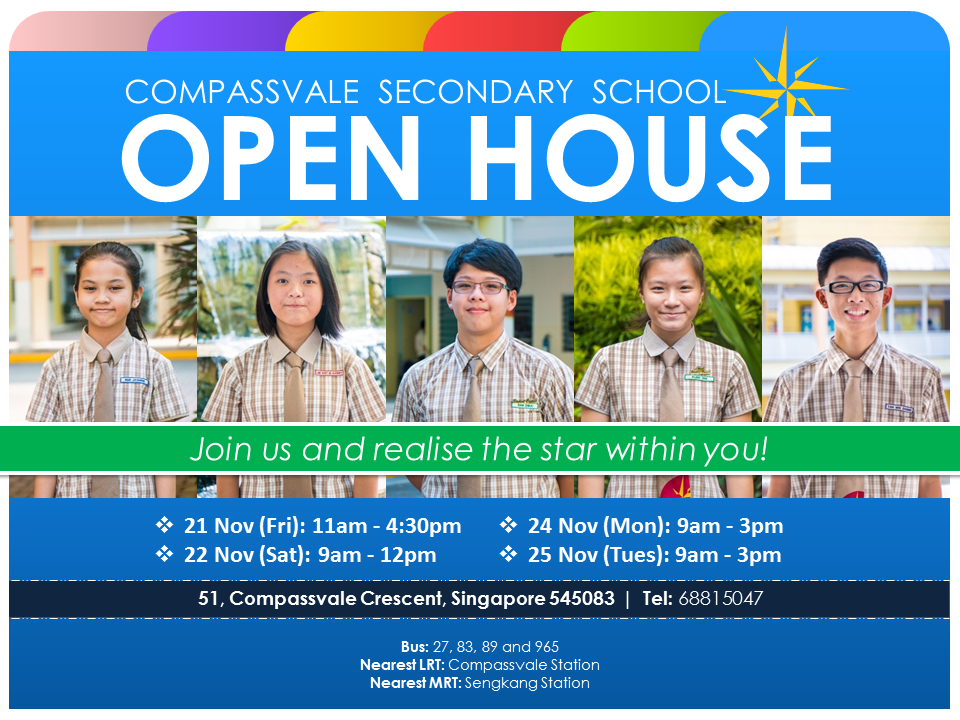 COMPASSVALE SECONDARY SCHOOL
OPEN HOUSE
Join us and realise the star within you!
❖ 21 Nov (Fri): 11am - 4:30pm
❖ 22 Nov (Sat): 9am - 12pm
❖ 24 Nov (Mon): 9am - 3pm
❖ 25 Nov (Tues): 9am - 3pm
51, Compassvale Crescent, Singapore 545083 | Tel: 68815047
Bus: 27, 83, 89 and 965
Nearest LRT: Compassvale Station
Nearest MRT: Sengkang Station